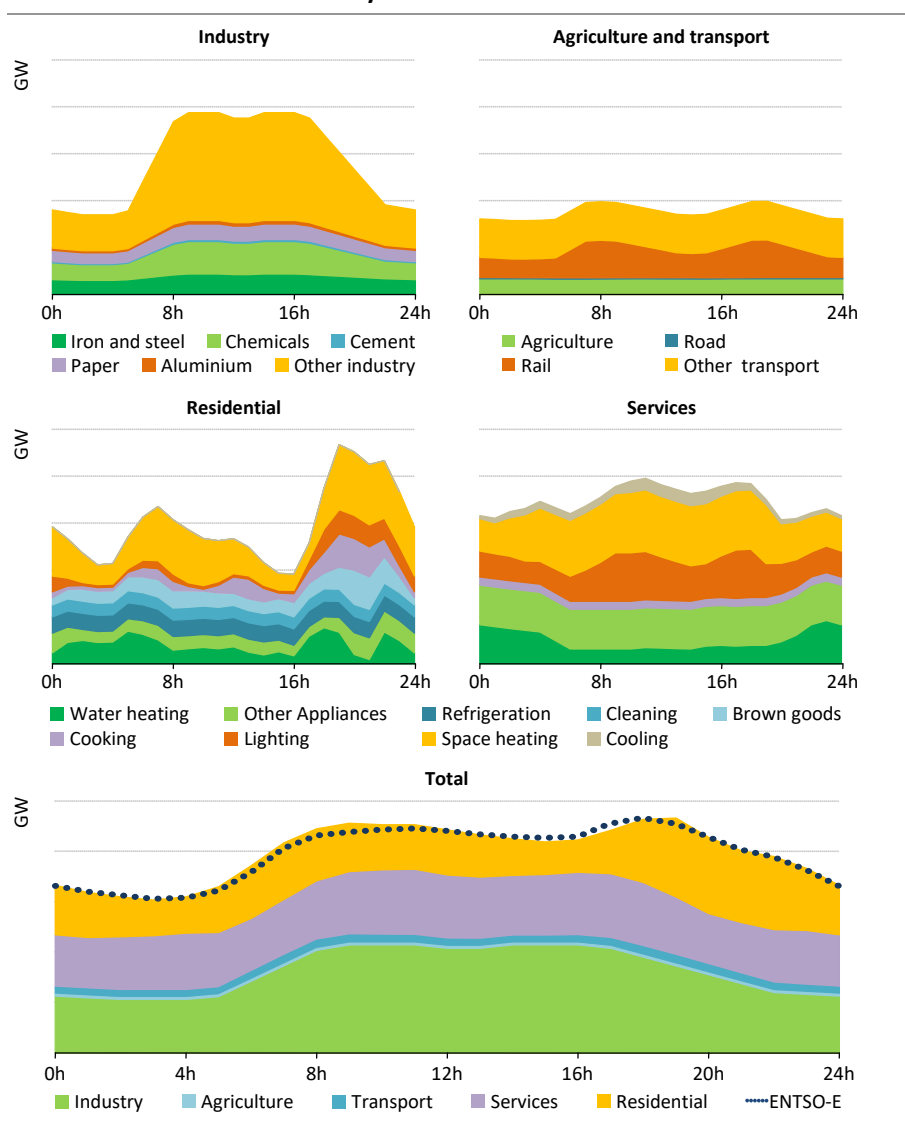 Industry
Agriculture and transport
GW
0h 8h 16h 24h
0h 8h 16h 24h
Iron and steel Chemicals Cement
Paper Aluminium Other industry
Agriculture Road
Rail Other transport
Residential
Services
GW
0h 8h 16h 24h
0h 8h 16h 24h
Water heating Other Appliances Refrigeration Cleaning Brown goods
Cooking Lighting Space heating Cooling
Total
GW
0h 4h 8h 12h 16h 20h 24h
Industry Agriculture Transport Services Residential ENTSO-E